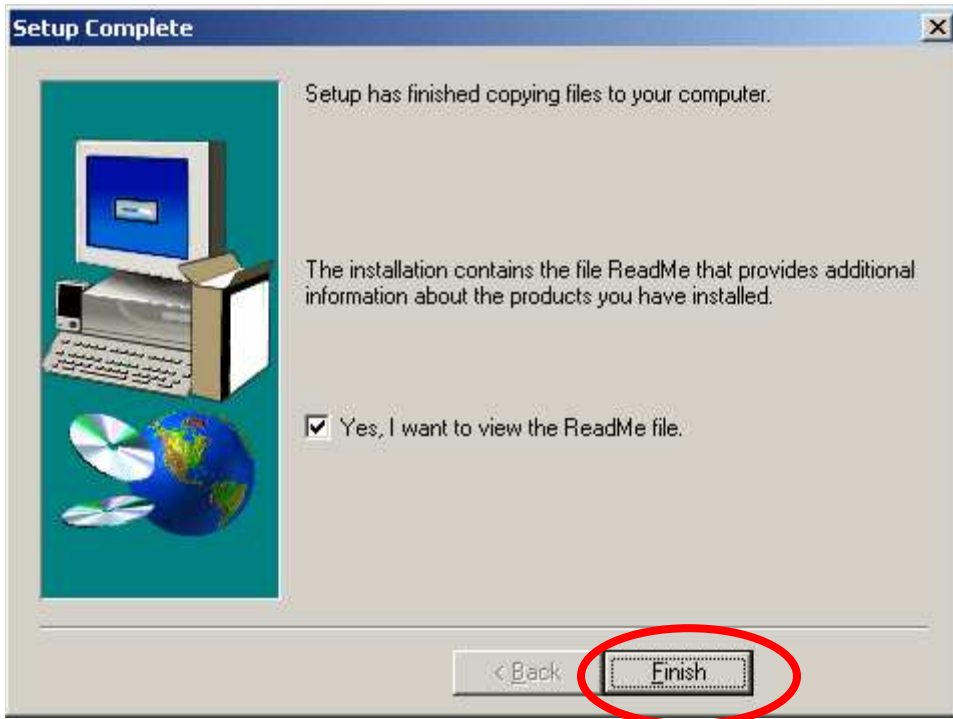 Setup Complete
Setup has finished copying files to your computer.
The installation contains the file ReadMe that provides additional
information about the products you have installed.
Yes, I want to view the ReadMe file.
< Back
Finish